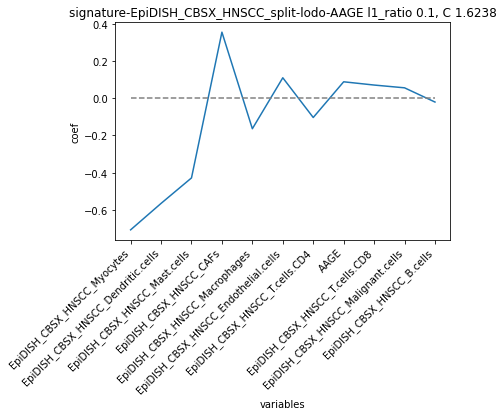 signature-EpiDISH_CBSX_HNSCC_split-lodo-AAGE l1_ratio 0.1, C 1.6238
0.4
0.2
0.0
−0.2
−0.4
−0.6
coef
EpiDISH_CBSX_HNSCC_Myocytes
EpiDISH_CBSX_HNSCC_Dendritic.cells
EpiDISH_CBSX_HNSCC_Mast.cells
EpiDISH_CBSX_HNSCC_CAFs
EpiDISH_CBSX_HNSCC_Macrophages
EpiDISH_CBSX_HNSCC_Endothelial.cells
EpiDISH_CBSX_HNSCC_T.cells.CD4
AAGE
EpiDISH_CBSX_HNSCC_T.cells.CD8
EpiDISH_CBSX_HNSCC_Malignant.cells
EpiDISH_CBSX_HNSCC_B.cells
variables